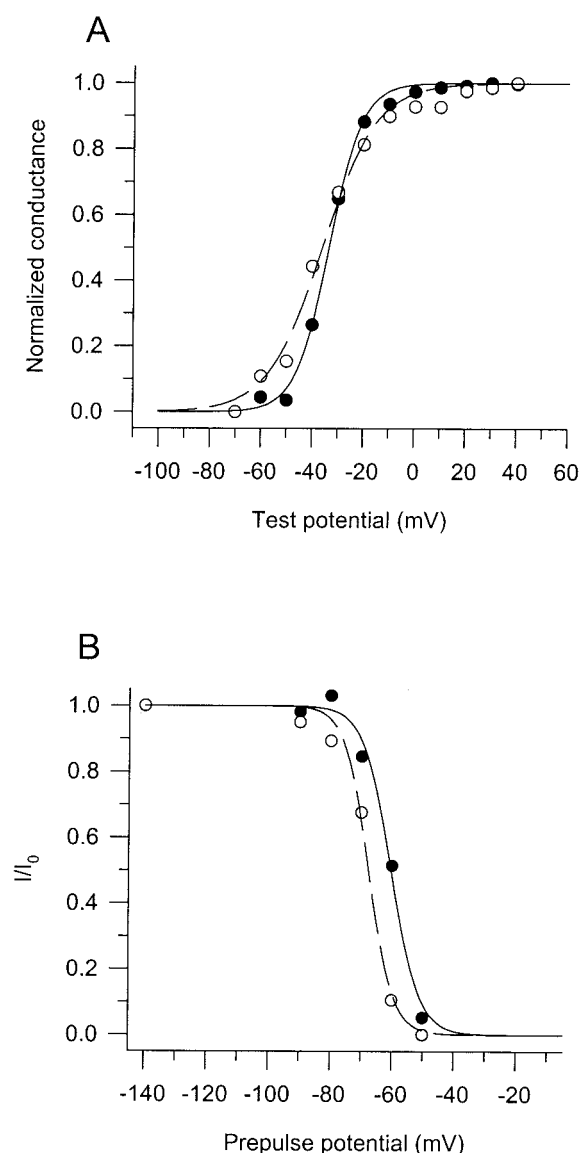 A
1.0
0.8
0.6
0.4
0.2
0.0
Normalized conductance
-100 -80 -60 -40 -20 0 20 40 60
Test potential (mV)
B
1.0
0.8
0.6
0.4
0.2
0.0
I/I0
-140 -120 -100 -80 -60 -40 -20
Prepulse potential (mV)